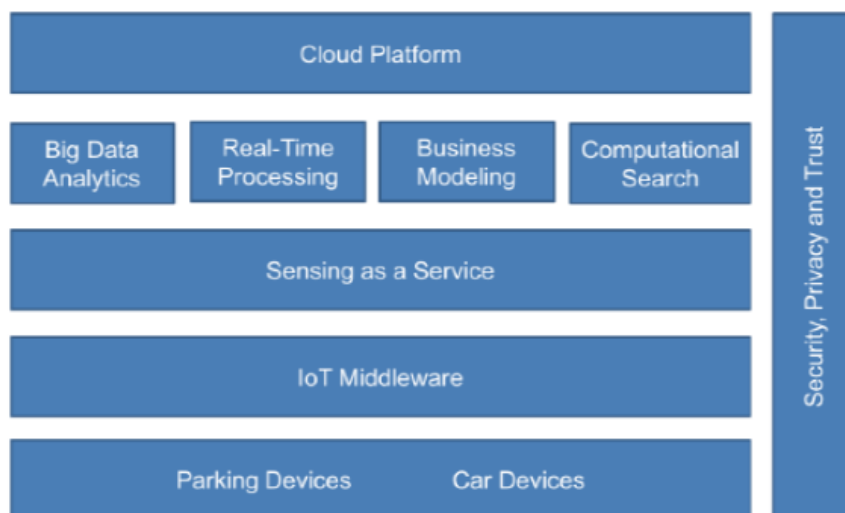 Cloud Platform
Big Data
Analytics
Real-Time
Processing
Business
Modeling
Computational
Search
Sensing as a Service
IoT Middleware
Parking Devices
Car Devices
Security, Privacy and Trust